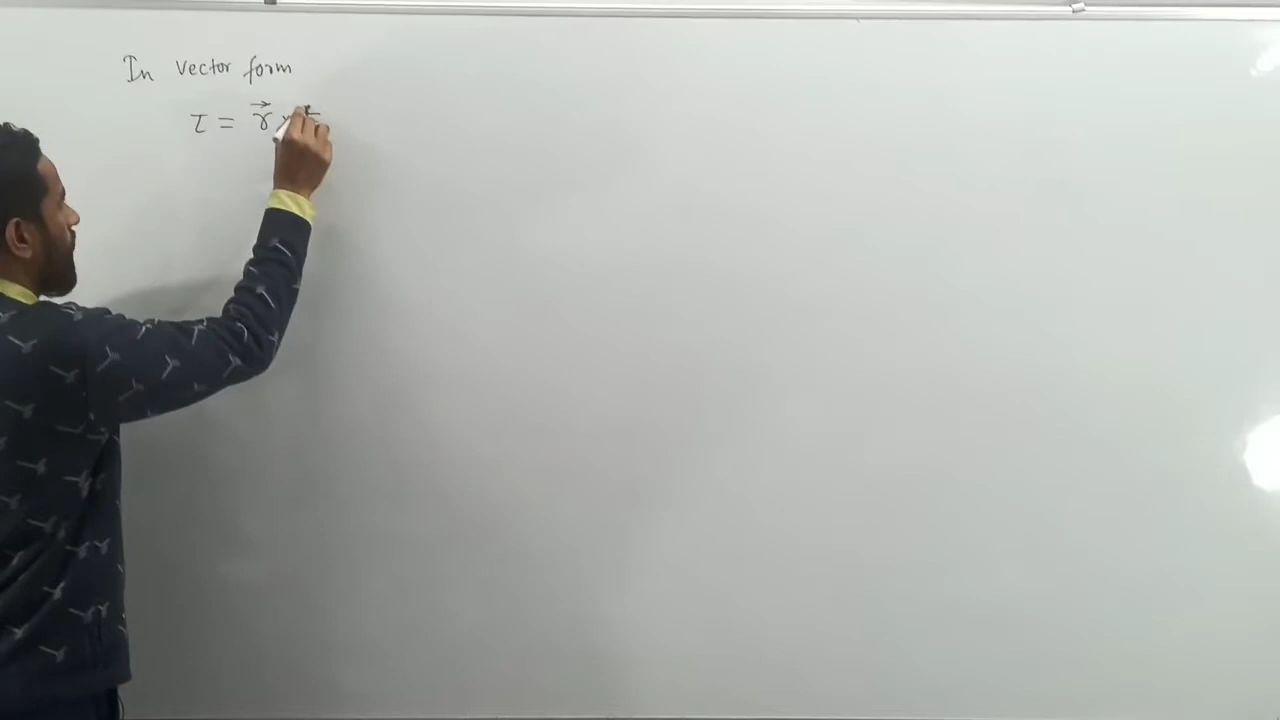 In vector form
τ = r⃗ ×